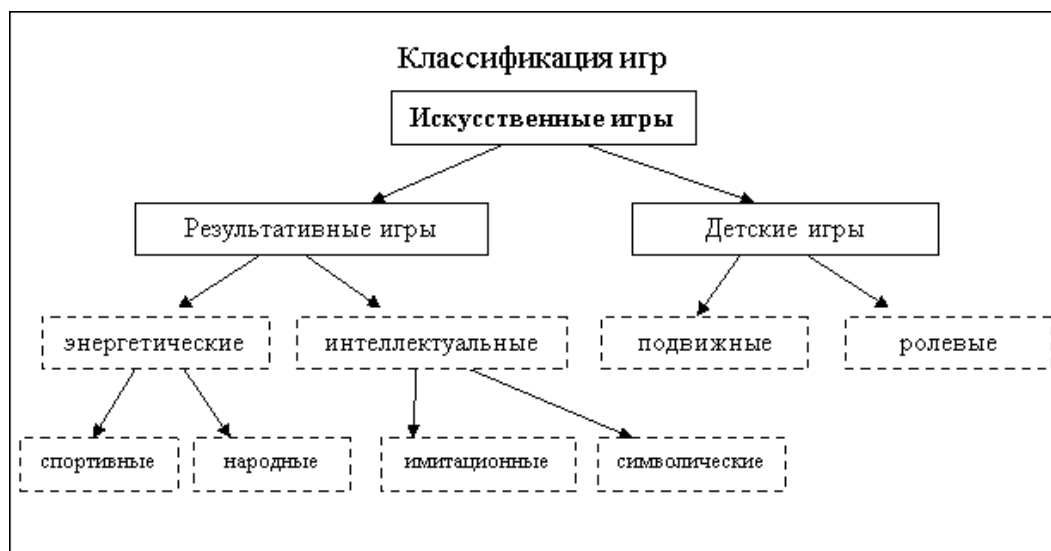 Классификация игр
Искусственные игры
Результативные игры
Детские игры
энергетические
интеллектуальные
подвижные
ролевые
спортивные
народные
имитационные
символические